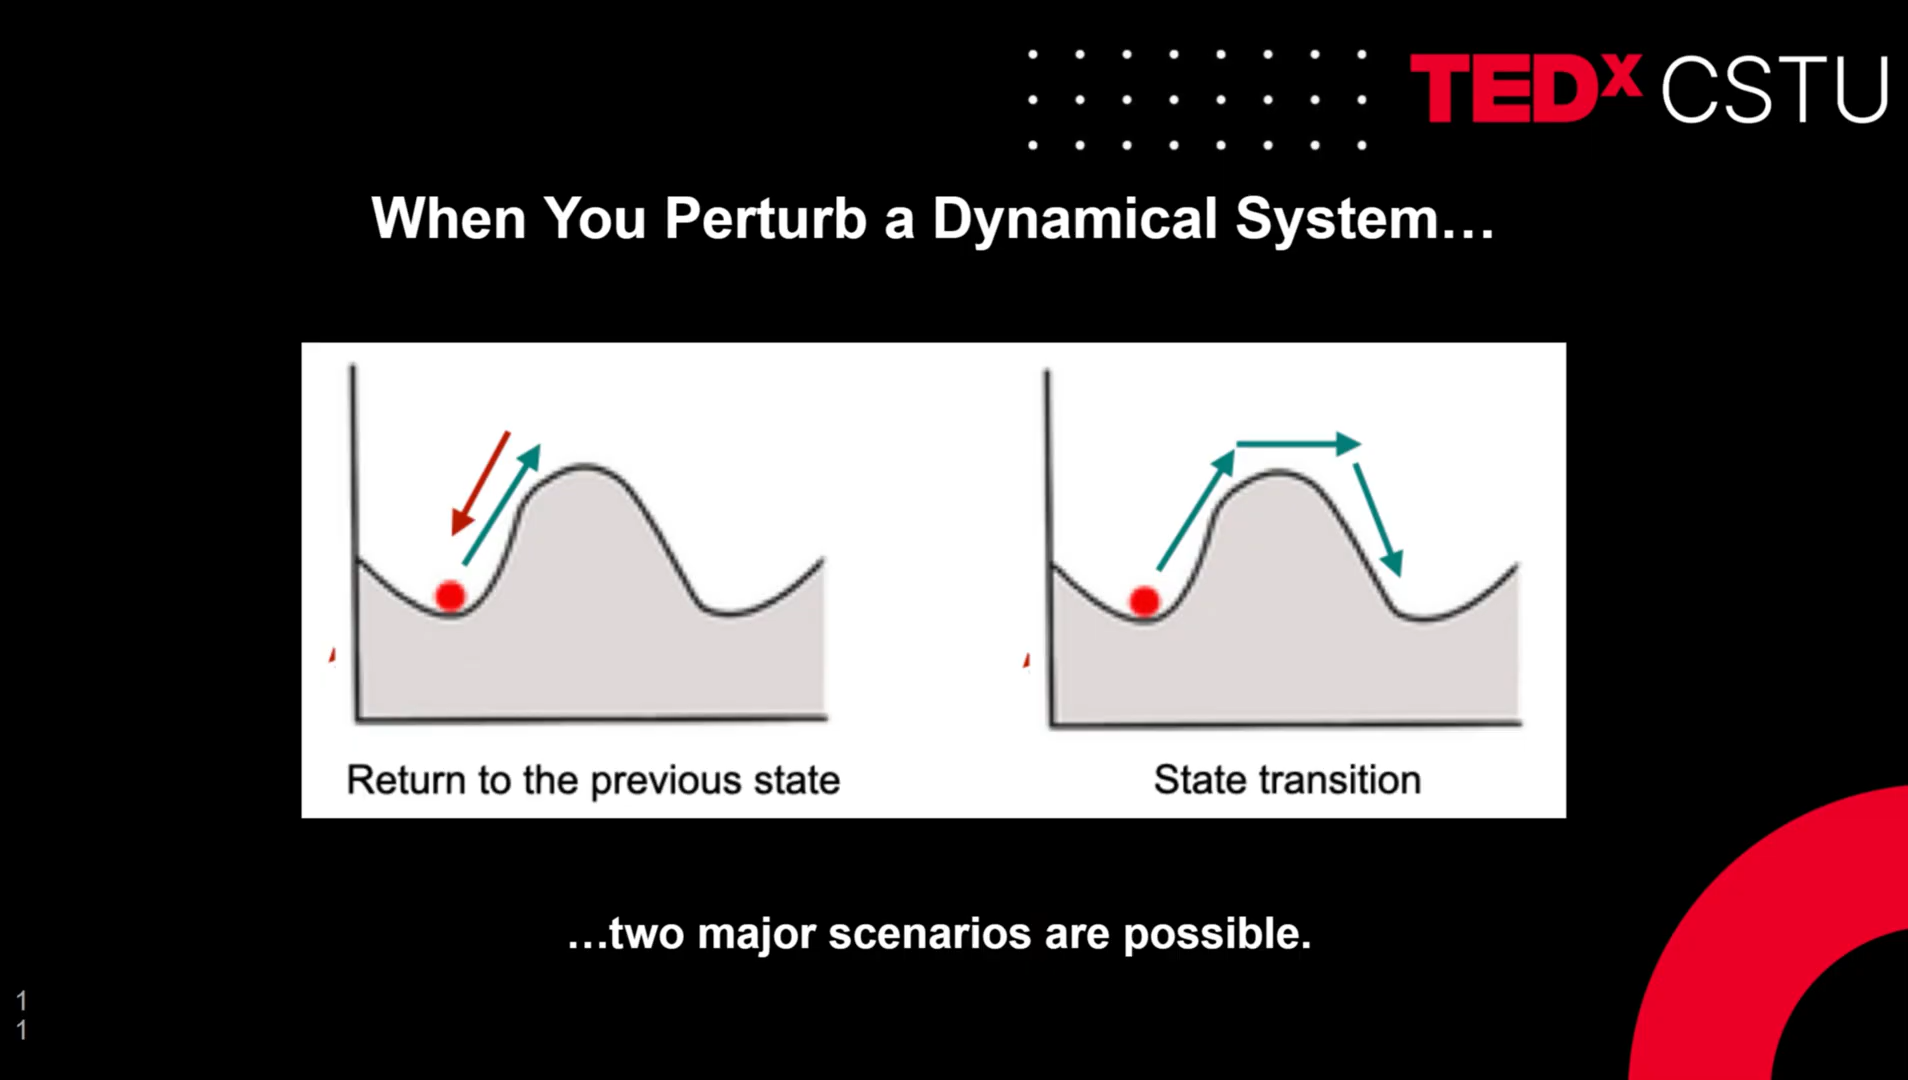 TEDx CSTU
When You Perturb a Dynamical System…
Return to the previous state
State transition
…two major scenarios are possible.
1
1